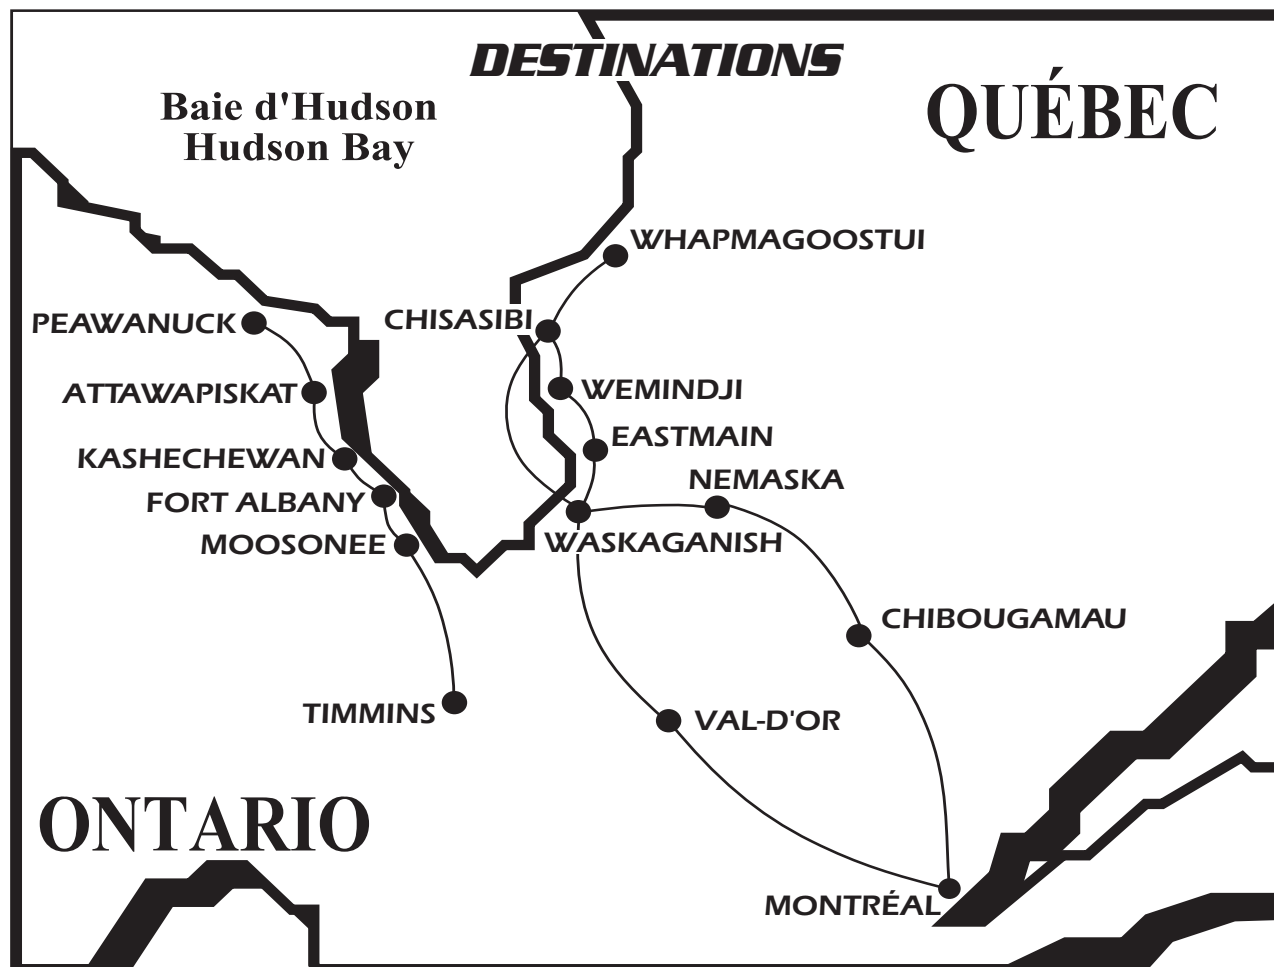 DESTINATIONS
QUÉBEC
Baie d'Hudson
Hudson Bay
WHAPMAGOOSTUI
PEAWANUCK
CHISASIBI
ATTAWAPISKAT
WEMINDJI
EASTMAIN
KASHECHEWAN
NEMASKA
FORT ALBANY
MOOSONEE
WASKAGANISH
CHIBOUGAMAU
TIMMINS
VAL-D'OR
ONTARIO
MONTRÉAL